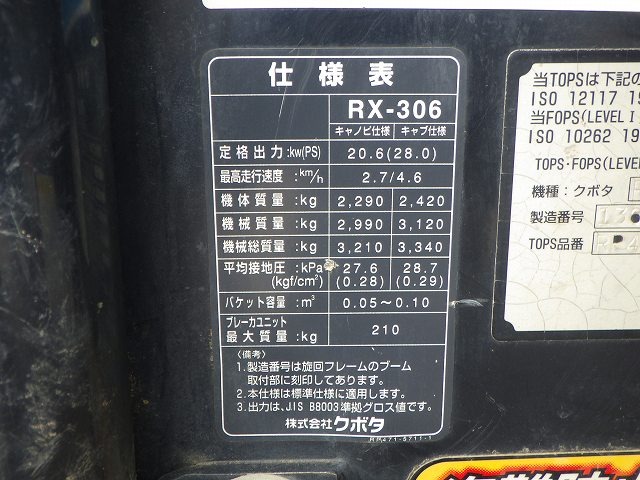 仕様表
RX-306
キャノピ仕様 キャブ仕様
定格出力:kw(PS) 20.6(28.0)
最高走行速度:km/h 2.7/4.6
機体質量:kg 2,290 2,420
機械質量:kg 2,990 3,120
機械総質量:kg 3,210 3,340
平均接地圧:kPa 27.6 28.7
(kgf/cm²) (0.28) (0.29)
バケット容量:m³ 0.05～0.10
ブレーカユニット
最大質量:kg 210
〈備考〉
1.製造番号は旋回フレームのブーム
取付部に刻印してあります。
2.本仕様は標準仕様に適用します。
3.出力は、JIS B8003準拠グロス値です。
株式会社クボタ
当TOPSは下記の
ISO 12117 19
当FOPS(LEVEL I
ISO 10262 19
TOPS・FOPS(LEVEL
機種:クボタ
製造番号
TOPS品番